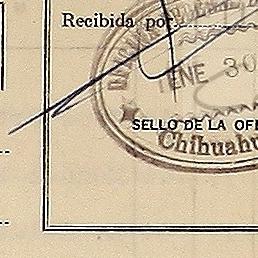 Recibida por
ENE 30
SELLO DE LA OF
Chihuahu